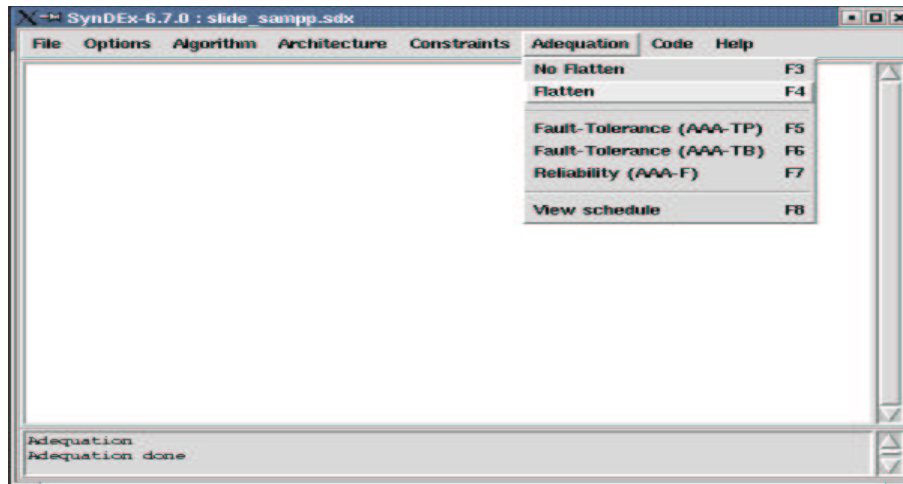 SynDEx-6.7.0 : slide_sampp.sdx
File Options Algorithm Architecture Constraints Adequation Code Help
No Flatten F3
Flatten F4
Fault-Tolerance (AAA-TP) F5
Fault-Tolerance (AAA-TB) F6
Reliability (AAA-F) F7
View schedule F8
Adequation
Adequation done